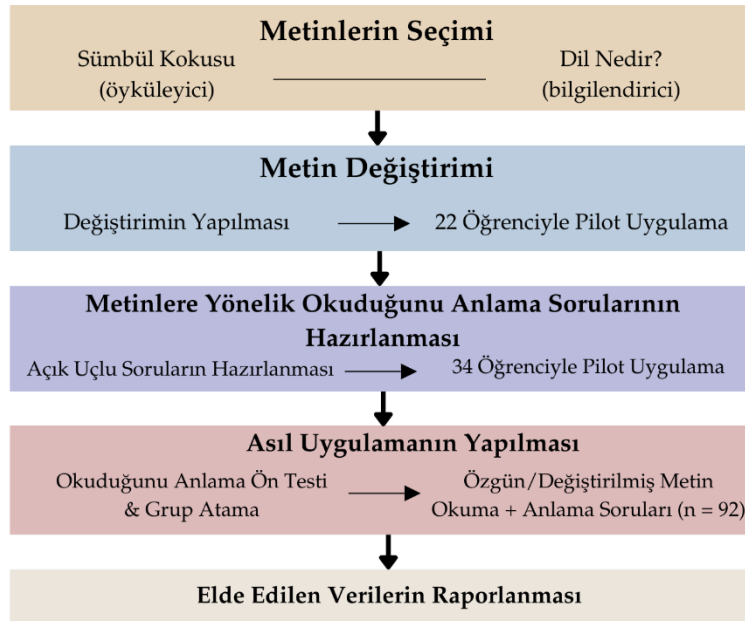 Metinlerin Seçimi
Sümbül Kokusu
(öyküleyici)
Dil Nedir?
(bilgilendirici)
Metin Değiştirimi
Değiştirimin Yapılması
22 Öğrenciyle Pilot Uygulama
Metinlere Yönelik Okuduğunu Anlama Sorularının
Hazırlanması
Açık Uçlu Soruların Hazırlanması
34 Öğrenciyle Pilot Uygulama
Asıl Uygulamanın Yapılması
Okuduğunu Anlama Ön Testi
& Grup Atama
Özgün/Değiştirilmiş Metin
Okuma + Anlama Soruları (n = 92)
Elde Edilen Verilerin Raporlanması